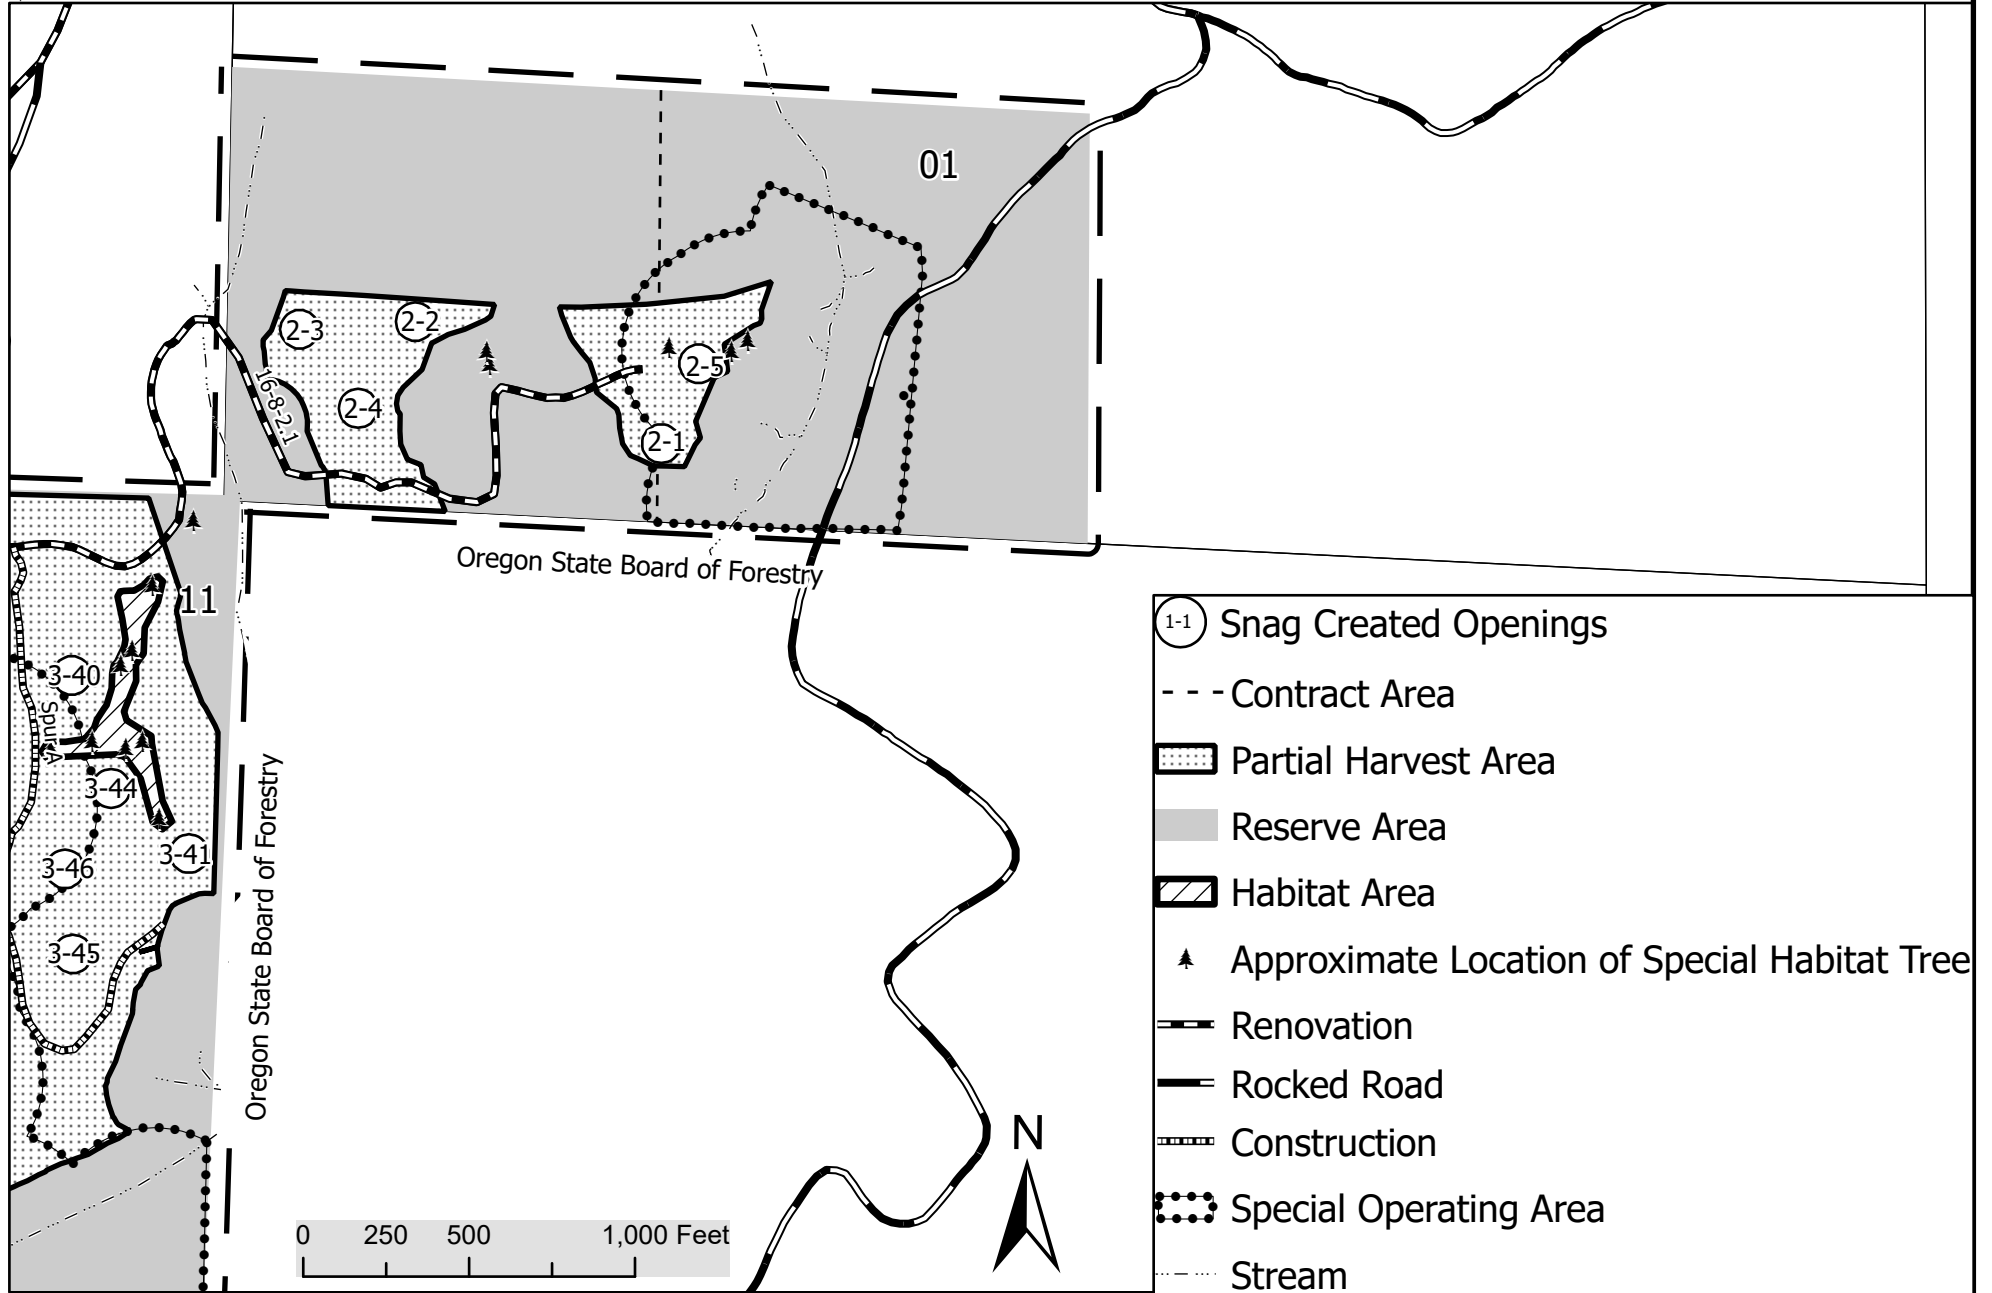 01
2-3
2-2
2-5
2-4
2-1
16-8-2.1
Oregon State Board of Forestry
11
3-40
Spur A
3-44
3-41
3-46
3-45
Oregon State Board of Forestry
1-1 Snag Created Openings
Contract Area
Partial Harvest Area
Reserve Area
Habitat Area
Approximate Location of Special Habitat Tree
Renovation
Rocked Road
Construction
Special Operating Area
Stream
N
0 250 500 1,000 Feet